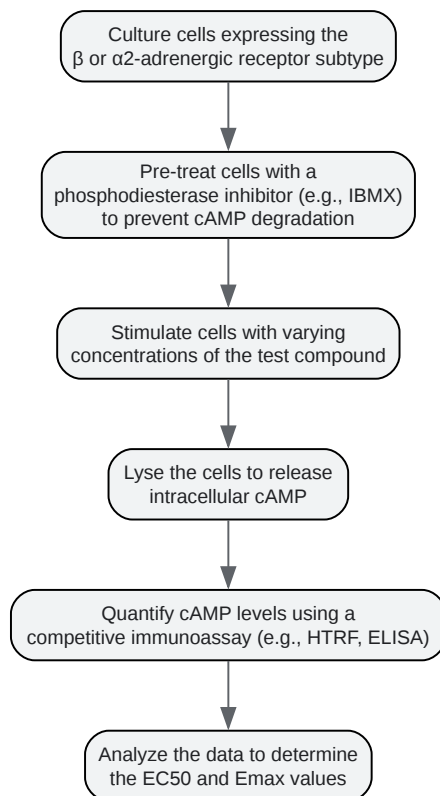 Culture cells expressing the
β or α2-adrenergic receptor subtype
Pre-treat cells with a
phosphodiesterase inhibitor (e.g., IBMX)
to prevent cAMP degradation
Stimulate cells with varying
concentrations of the test compound
Lyse the cells to release
intracellular cAMP
Quantify cAMP levels using a
competitive immunoassay (e.g., HTRF, ELISA)
Analyze the data to determine
the EC50 and Emax values